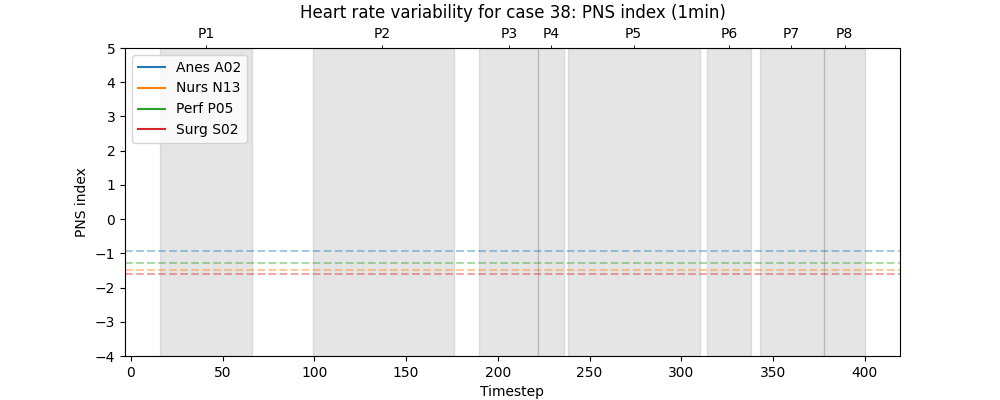 Heart rate variability for case 38: PNS index (1min)
P1 P2 P3 P4 P5 P6 P7 P8
Anes A02
Nurs N13
Perf P05
Surg S02
PNS index
5
4
3
2
1
0
−1
−2
−3
−4
0 50 100 150 200 250 300 350 400
Timestep